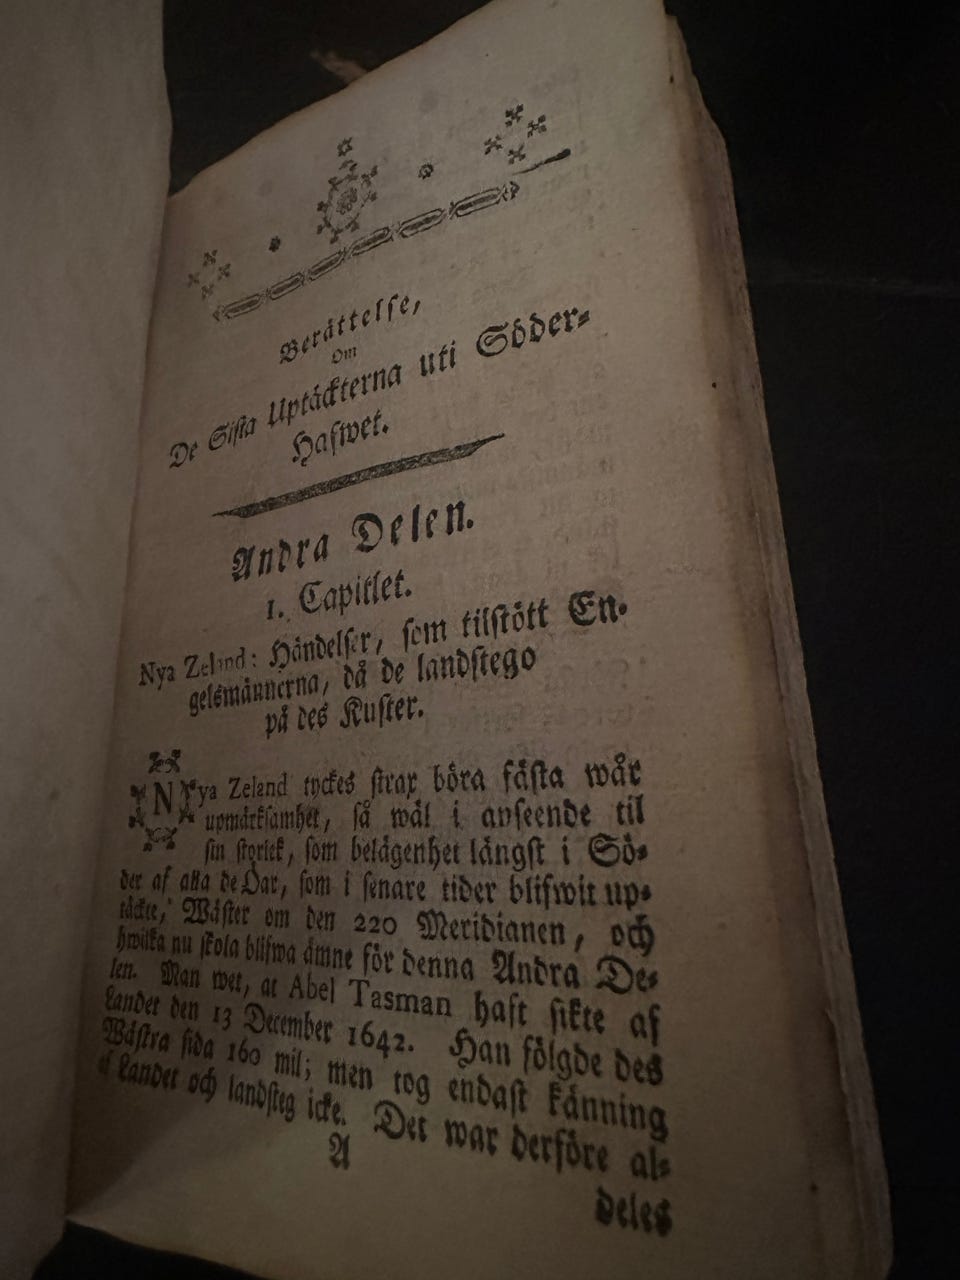 Berättelse,
Om
De Sista Uptäckterna uti Söder-
Hafwet.
Andra Delen.
1. Capitlet.
Nya Zeland: Händelser, som tilstött En-
gelsmännerna, då de landstego
på des Kuster.
Nya Zeland tyckes strax böra fästa wår
upmärksamhet, så wäl i anseende til
sin storlek, som belägenhet längst i Sö-
der af alla de Öar, som i senare tider blifwit up-
täckte, Wäster om den 220 Meridianen, och
hwilka nu skola blifwa ämne för denna Andra De-
len. Man wet, at Abel Tasman haft sikte af
Landet den 13 December 1642. Han fölgde des
Wästra sida 160 mil; men tog endast känning
af Landet och landsteg icke. Det war derföre al-
A
deles